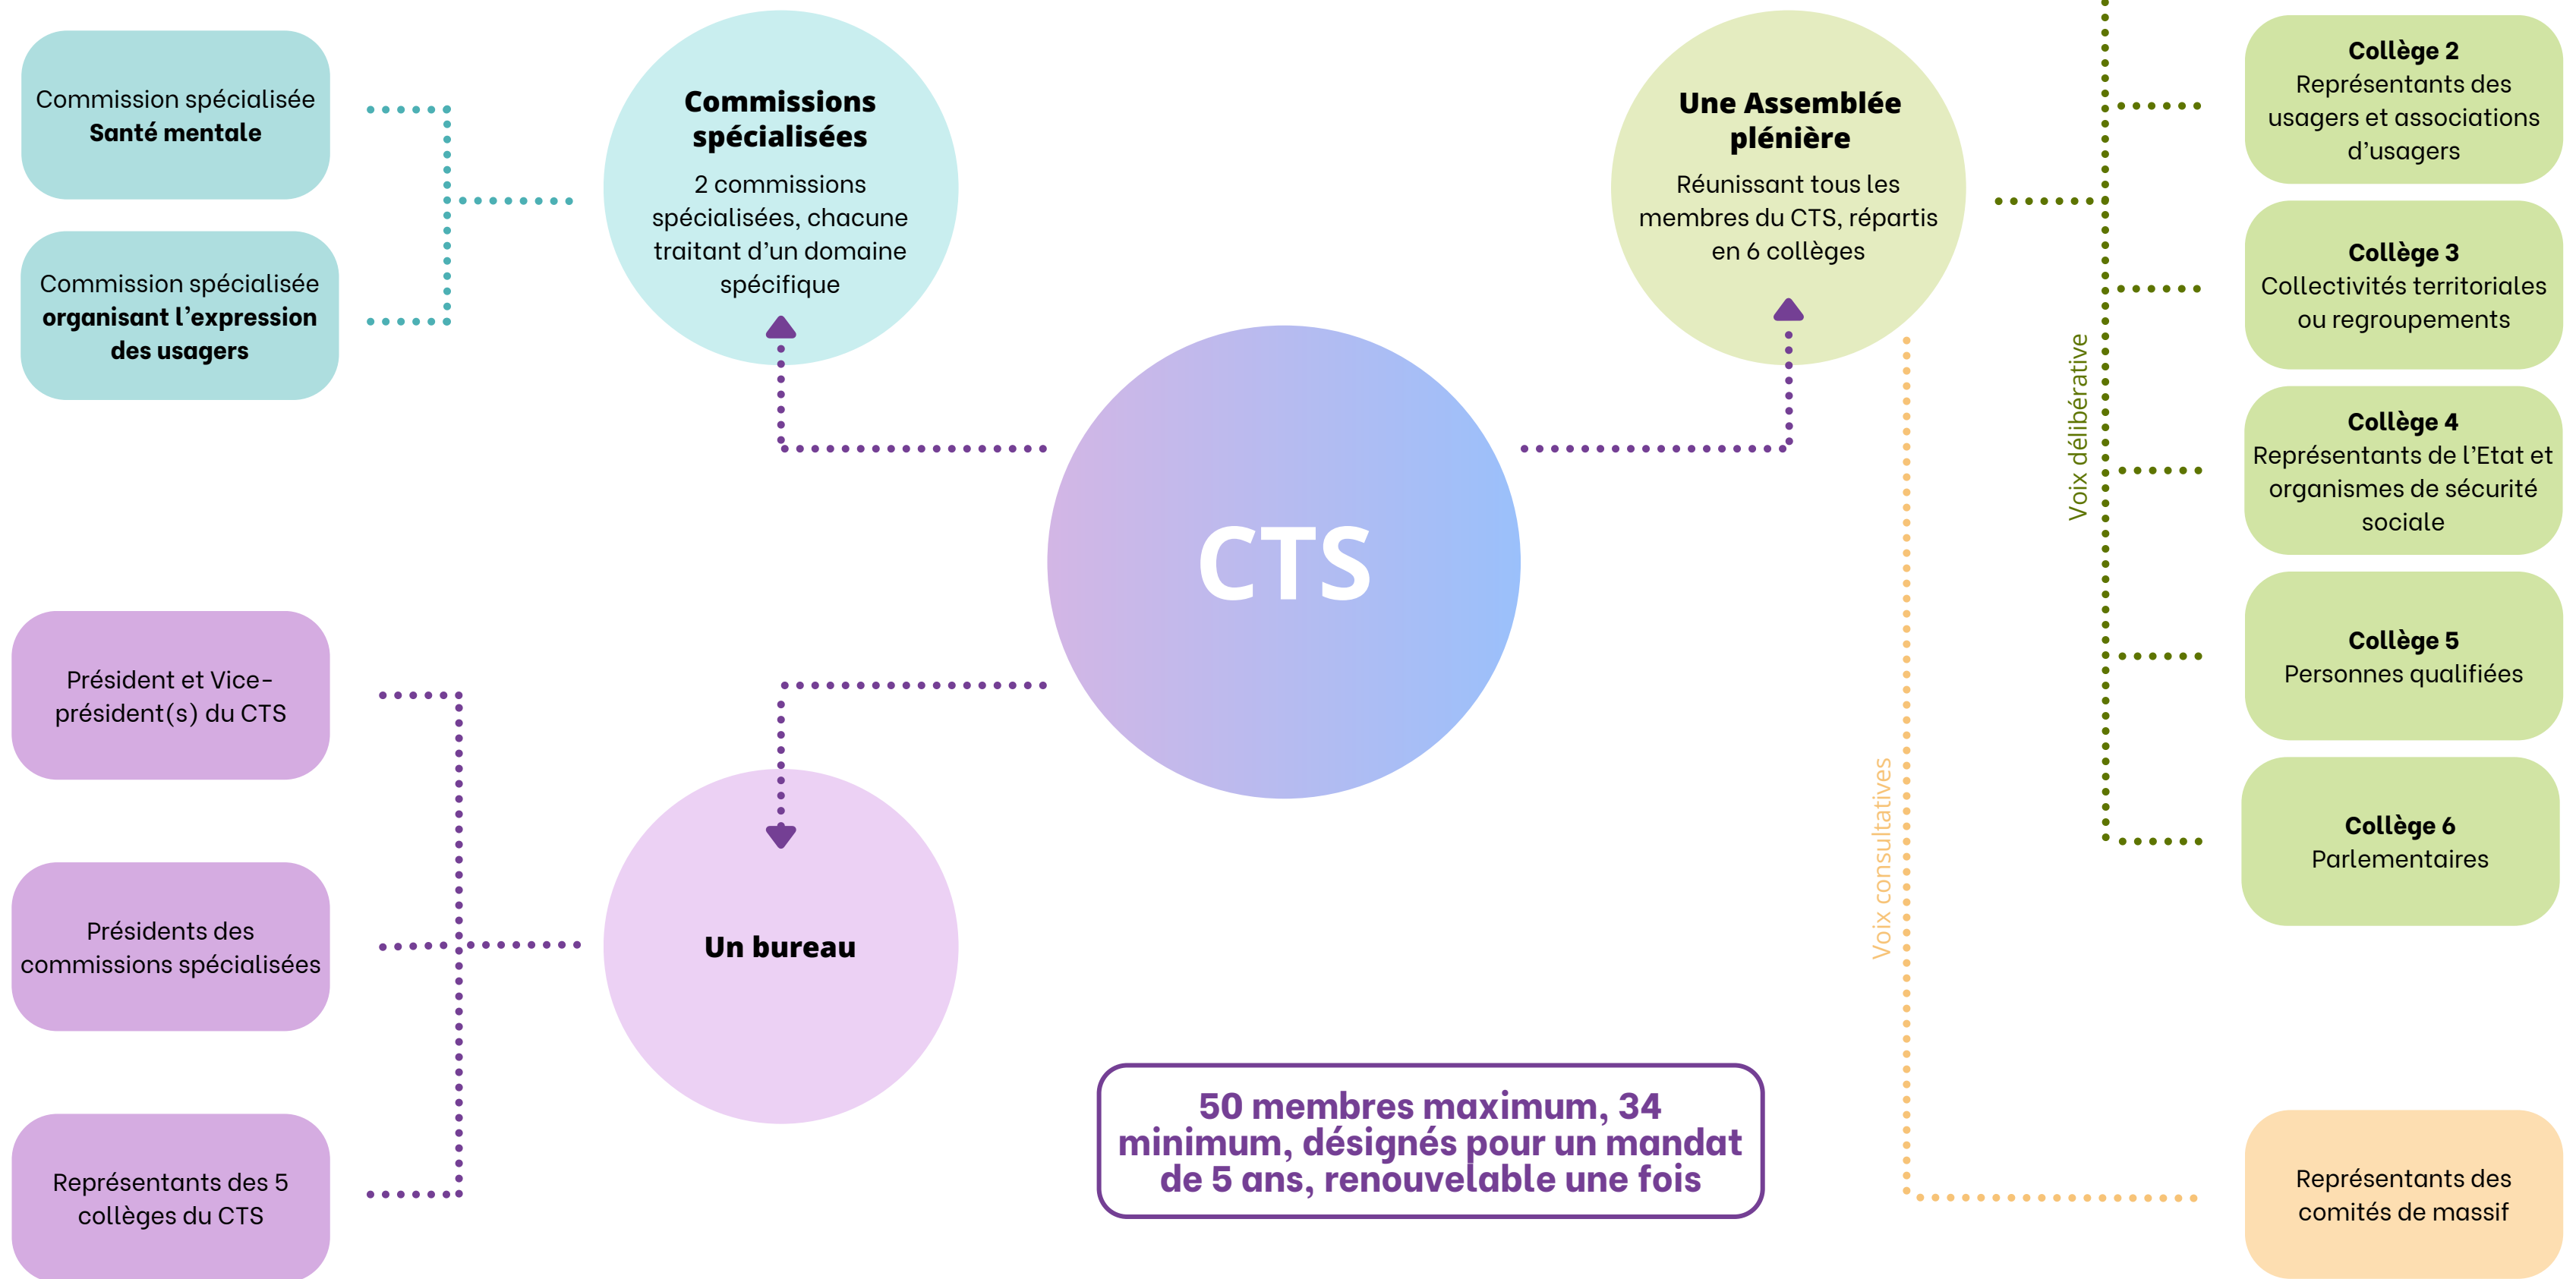 Commission spécialisée
Santé mentale
Commission spécialisée
organisant l’expression
des usagers
Commissions
spécialisées
2 commissions
spécialisées, chacune
traitant d’un domaine
spécifique
Une Assemblée
plénière
Réunissant tous les
membres du CTS, répartis
en 6 collèges
Voix délibérative
Collège 2
Représentants des
usagers et associations
d’usagers
Collège 3
Collectivités territoriales
ou regroupements
Collège 4
Représentants de l’Etat et
organismes de sécurité
sociale
Collège 5
Personnes qualifiées
Collège 6
Parlementaires
CTS
Président et Vice-
président(s) du CTS
Présidents des
commissions spécialisées
Représentants des 5
collèges du CTS
Un bureau
50 membres maximum, 34
minimum, désignés pour un mandat
de 5 ans, renouvelable une fois
Voix consultatives
Représentants des
comités de massif